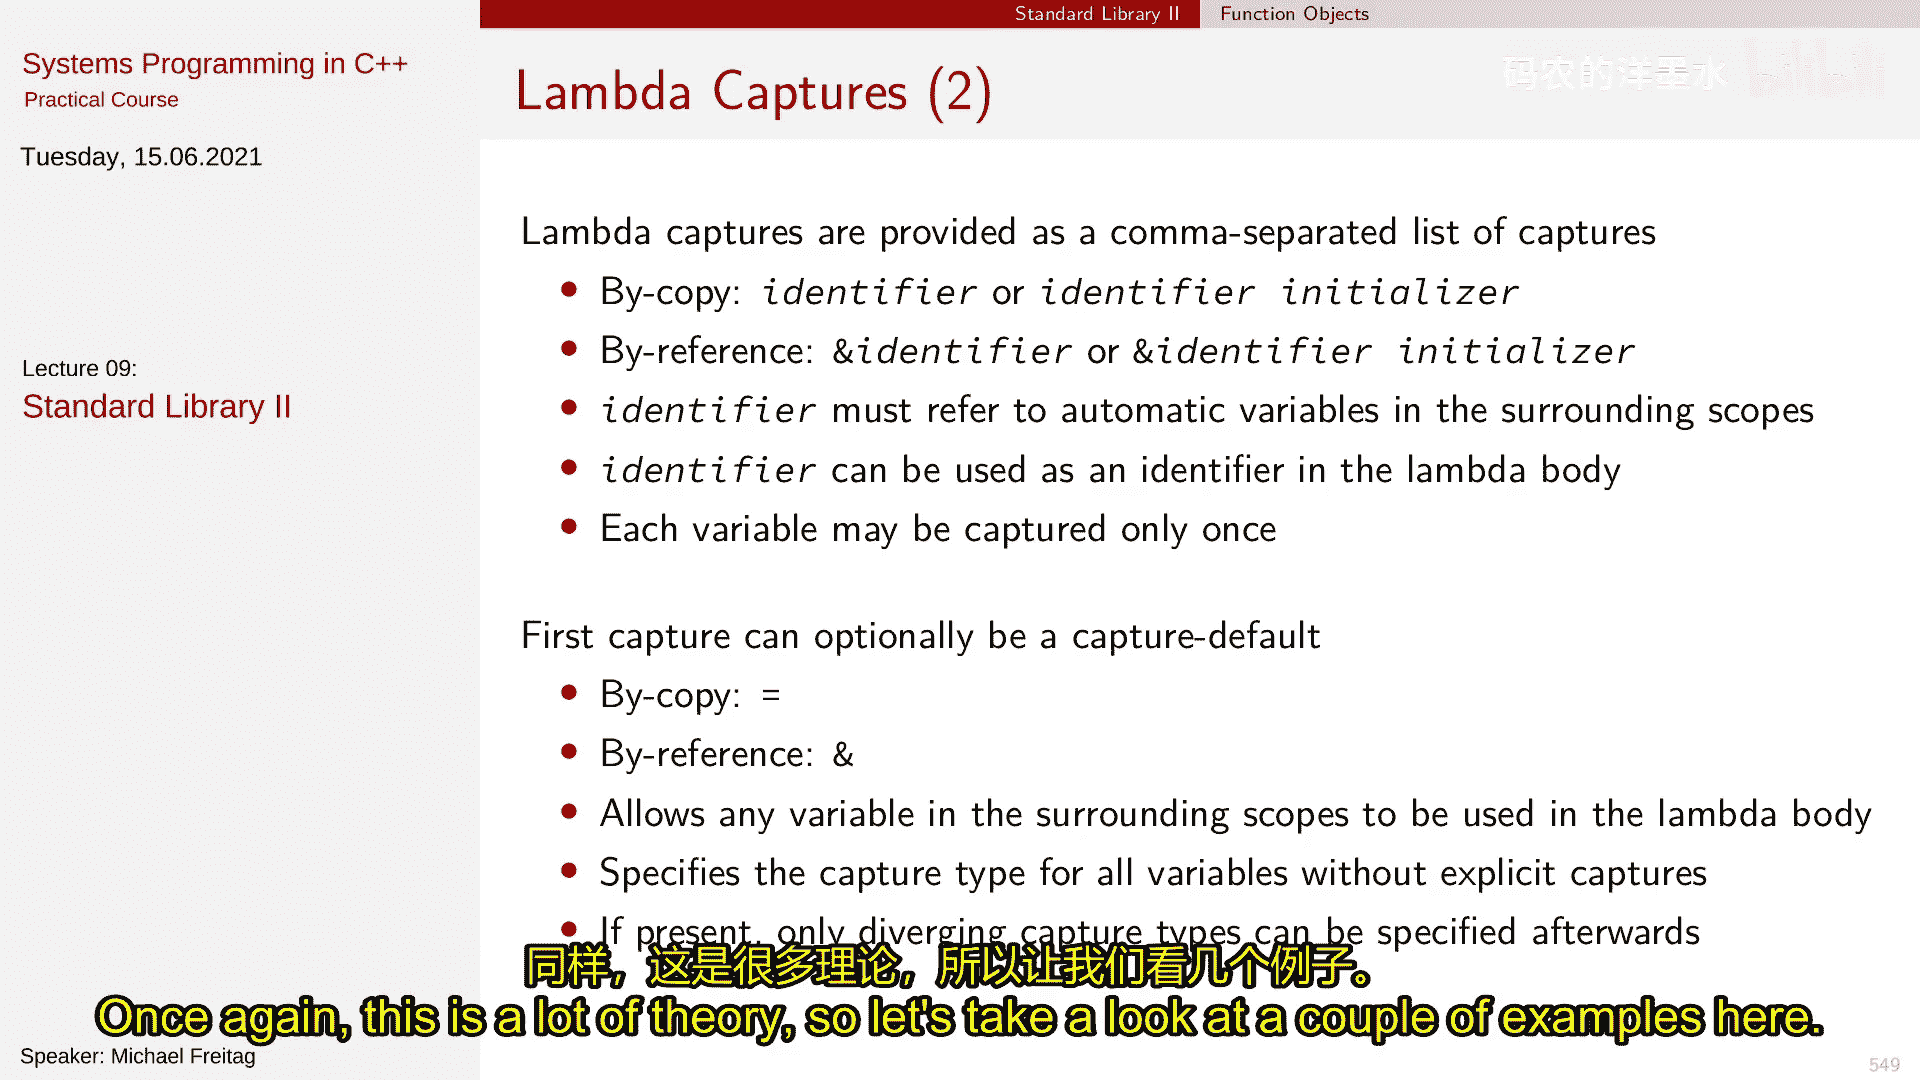 Standard Library II Function Objects
Systems Programming in C++
Practical Course
Tuesday, 15.06.2021
Lecture 09:
Standard Library II
Lambda Captures (2)
码农的洋墨水
Lambda captures are provided as a comma-separated list of captures
By-copy: identifier or identifier initializer
By-reference: &identifier or &identifier initializer
identifier must refer to automatic variables in the surrounding scopes
identifier can be used as an identifier in the lambda body
Each variable may be captured only once
First capture can optionally be a capture-default
By-copy: =
By-reference: &
Allows any variable in the surrounding scopes to be used in the lambda body
Specifies the capture type for all variables without explicit captures
If present, only diverging capture types can be specified afterwards
同样，这是很多理论，所以让我们看几个例子。
Once again, this is a lot of theory, so let's take a look at a couple of examples here.
Speaker: Michael Freitag
549